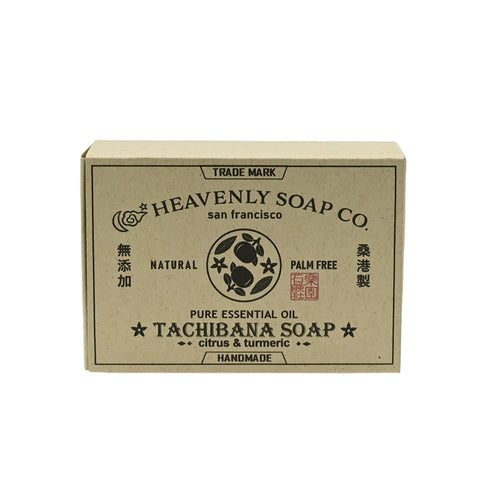 TRADE MARK
HEAVENLY SOAP CO.
san francisco
無添加
NATURAL
PALM FREE
桑港製
PURE ESSENTIAL OIL
TACHIBANA SOAP
citrus & turmeric
HANDMADE